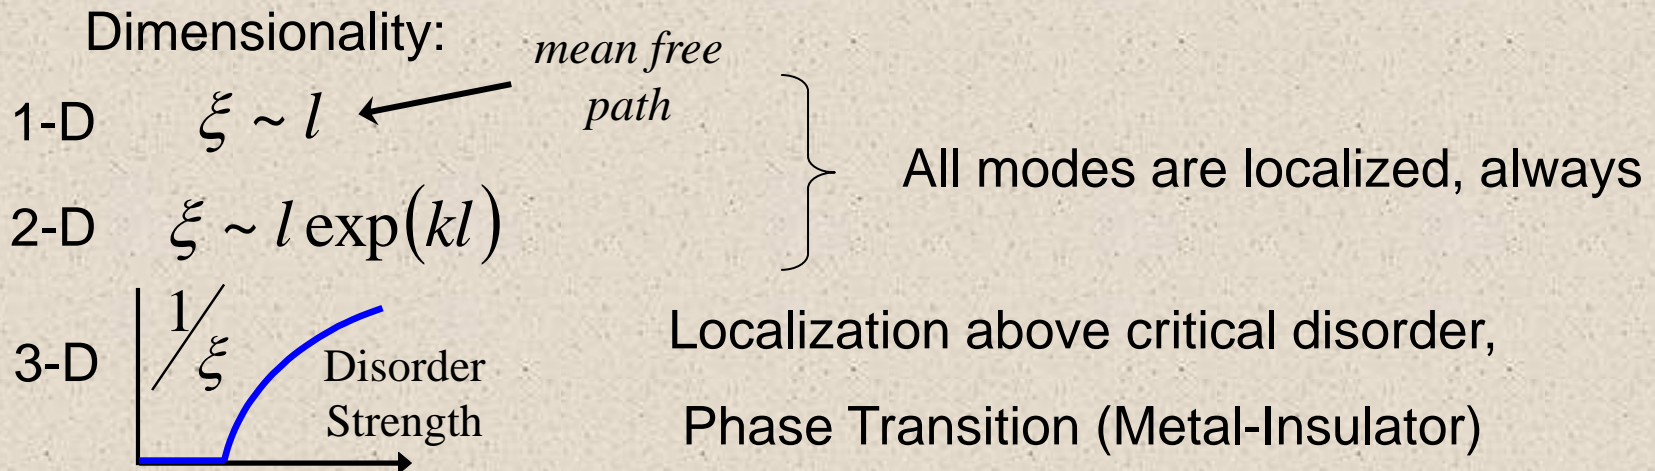 Dimensionality:
mean free
path
1-D ξ ~ l
All modes are localized, always
2-D ξ ~ l exp(kl)
3-D 1/ξ
Disorder
Strength
Localization above critical disorder,
Phase Transition (Metal-Insulator)